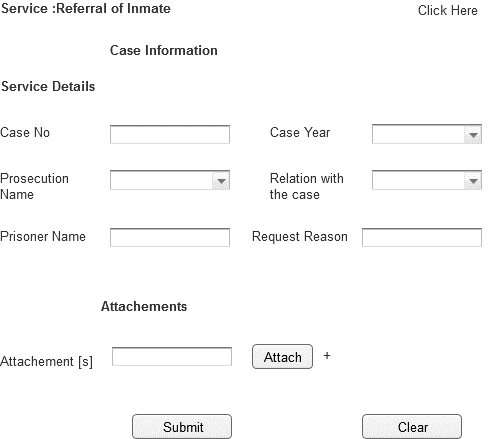 Service :Referral of Inmate
Click Here
Case Information
Service Details
Case No
Case Year
Prosecution
Name
Relation with
the case
Prisoner Name
Request Reason
Attachements
Attachement [s]
Attach
+
Submit
Clear